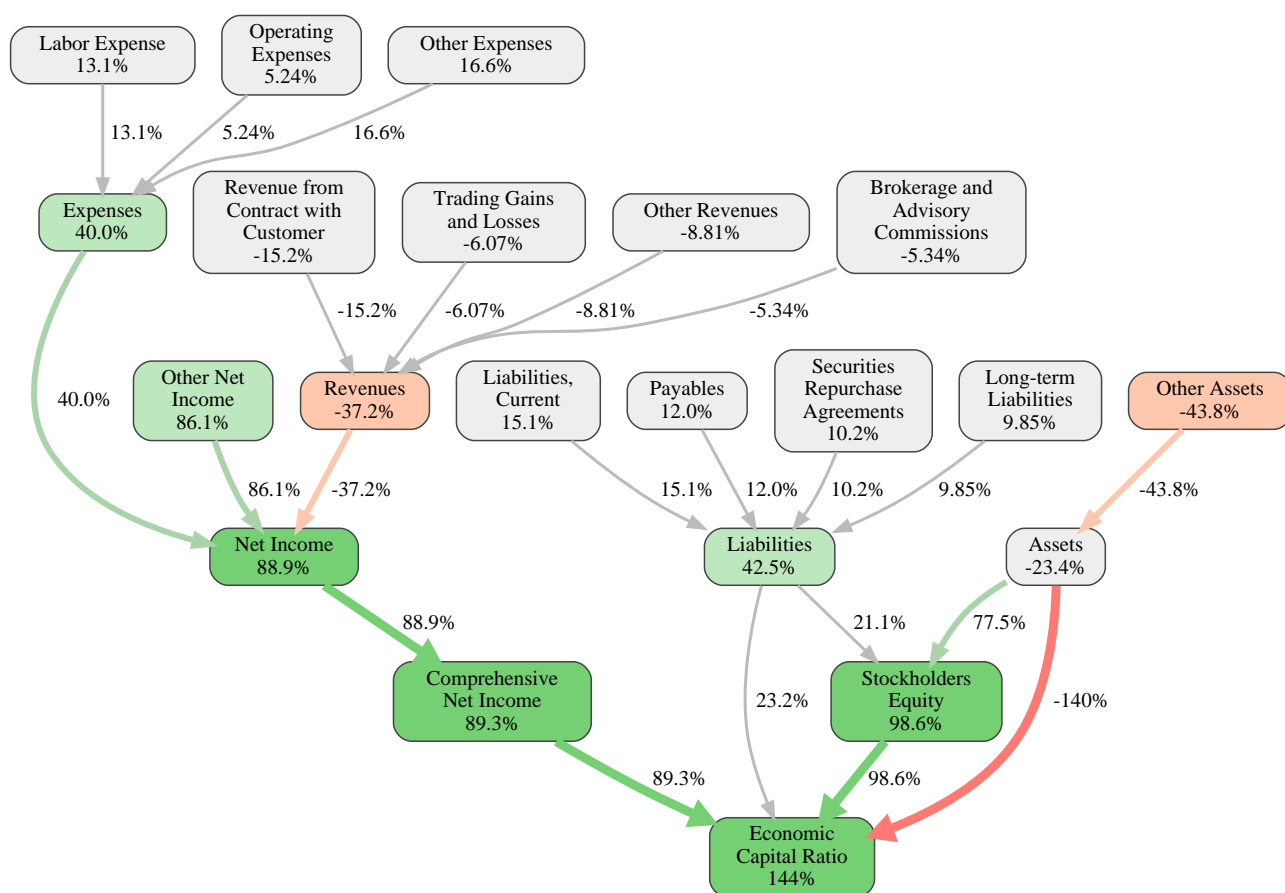 Labor Expense
13.1%
Operating
Expenses
5.24%
Other Expenses
16.6%
13.1%
5.24%
16.6%
Expenses
40.0%
Revenue from
Contract with
Customer
-15.2%
Trading Gains
and Losses
-6.07%
Other Revenues
-8.81%
Brokerage and
Advisory
Commissions
-5.34%
-15.2%
-6.07%
-8.81%
-5.34%
40.0%
Other Net
Income
86.1%
Revenues
-37.2%
Liabilities,
Current
15.1%
Payables
12.0%
Securities
Repurchase
Agreements
10.2%
Long-term
Liabilities
9.85%
Other Assets
-43.8%
86.1%
-37.2%
15.1%
12.0%
10.2%
9.85%
-43.8%
Net Income
88.9%
Liabilities
42.5%
Assets
-23.4%
88.9%
21.1%
77.5%
Comprehensive
Net Income
89.3%
23.2%
Stockholders
Equity
98.6%
-140%
89.3%
98.6%
Economic
Capital Ratio
144%